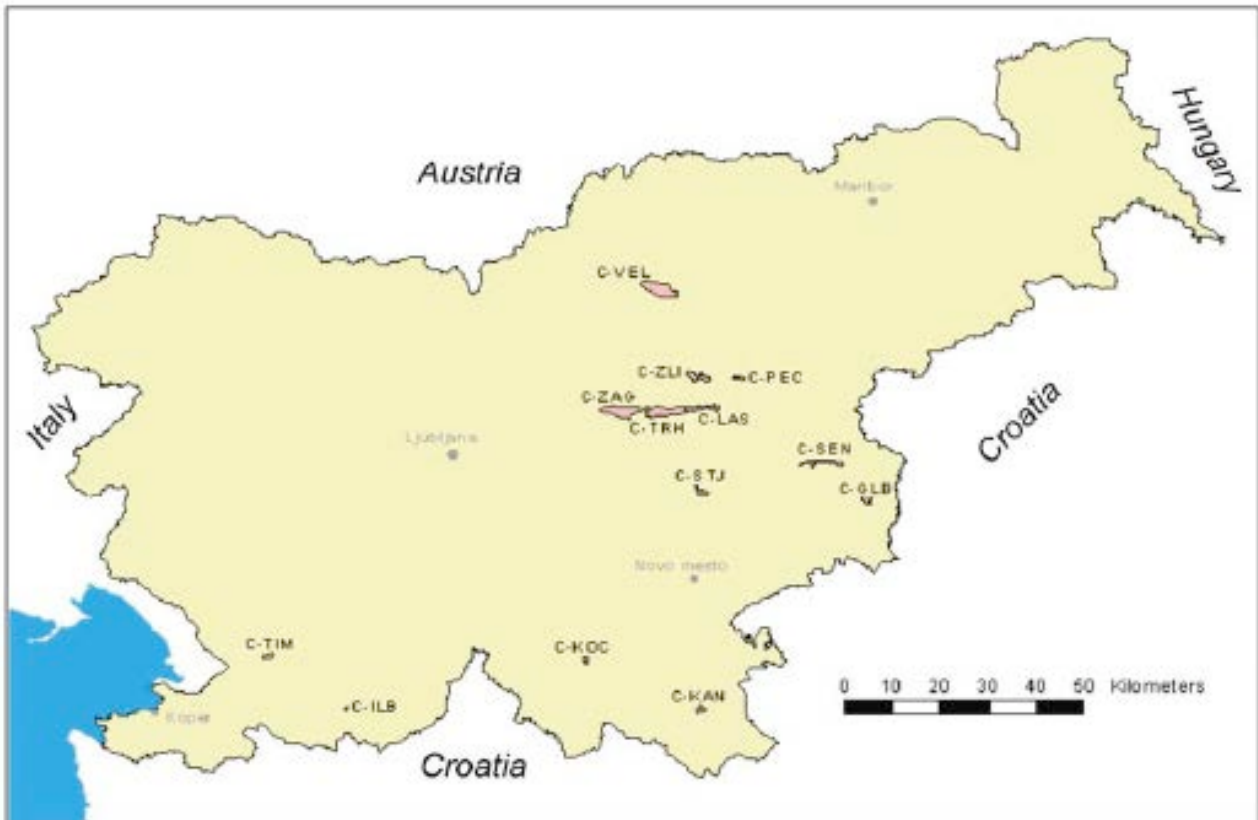 Hungary
Austria
Maribor
C-VEL
C-ZLI
C-PEC
C-ZAG
C-LAS
C-TRH
Italy
Croatia
Ljubljana
C-SEN
C-STJ
C-GLB
Novo mesto
C-TIM
C-KOC
C-KAN
C-ILB
Koper
0 10 20 30 40 50 Kilometers
Croatia